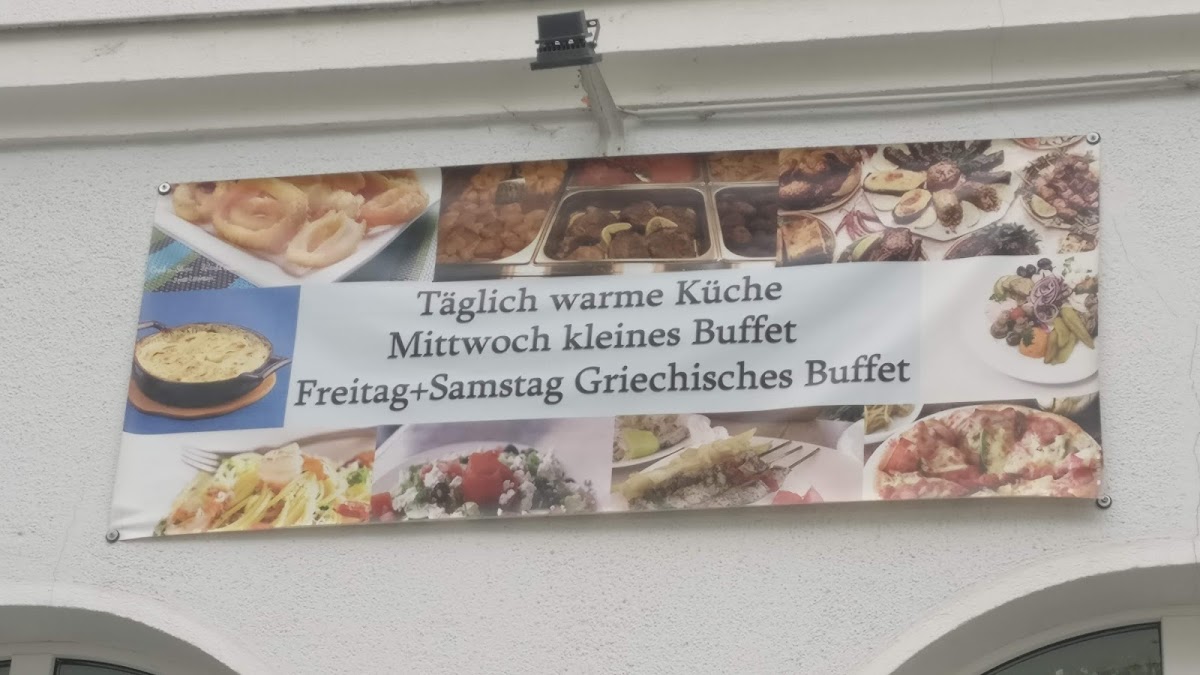 Täglich warme Küche
Mittwoch kleines Buffet
Freitag+Samstag Griechisches Buffet